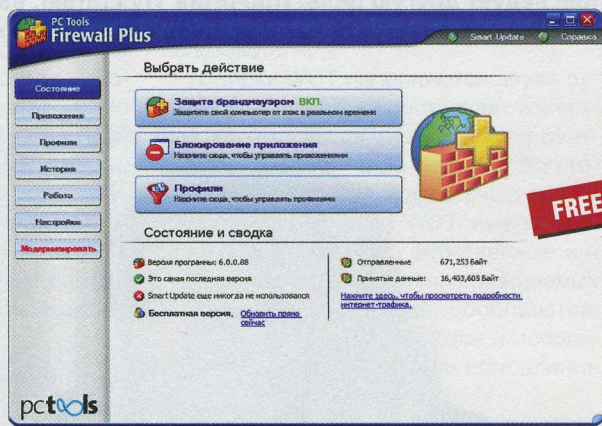 PC Tools
Firewall Plus
Smart Update
Справка
Состояние
Приложения
Профили
История
Работа
Настройки
Модернизировать
Выбрать действие
Защита брандмауэром ВКЛ.
Защитите свой компьютер от атак в реальном времени
Блокирование приложения
Нажмите сюда, чтобы управлять приложениями
Профили
Нажмите сюда, чтобы управлять профилями
FREE
Состояние и сводка
Версия программы: 6.0.0.88
Это самая последняя версия
Smart Update еще никогда не использовался
Бесплатная версия, Обновить прямо
сейчас
Отправленные 671,253 Байт
Принятые данные: 16,403,605 Байт
Нажмите здесь, чтобы просмотреть подробности
интернет-трафика.
pctools